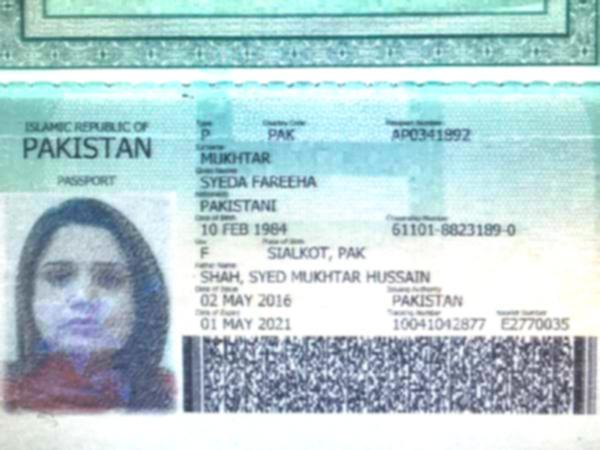 ISLAMIC REPUBLIC OF
PAKISTAN
PASSPORT
Type Country Code Passport Number
P PAK AP0341892
Surname
MUKHTAR
Given Names
SYEDA FAREEHA
Nationality
PAKISTANI
Date of Birth Citizenship Number
10 FEB 1984 61101-8823189-0
Sex Place of Birth
F SIALKOT, PAK
Father Name
SHAH, SYED MUKHTAR HUSSAIN
Date of Issue Issuing Authority
02 MAY 2016 PAKISTAN
Date of Expiry Tracking Number Booklet Number
01 MAY 2021 10041042877 E2770035